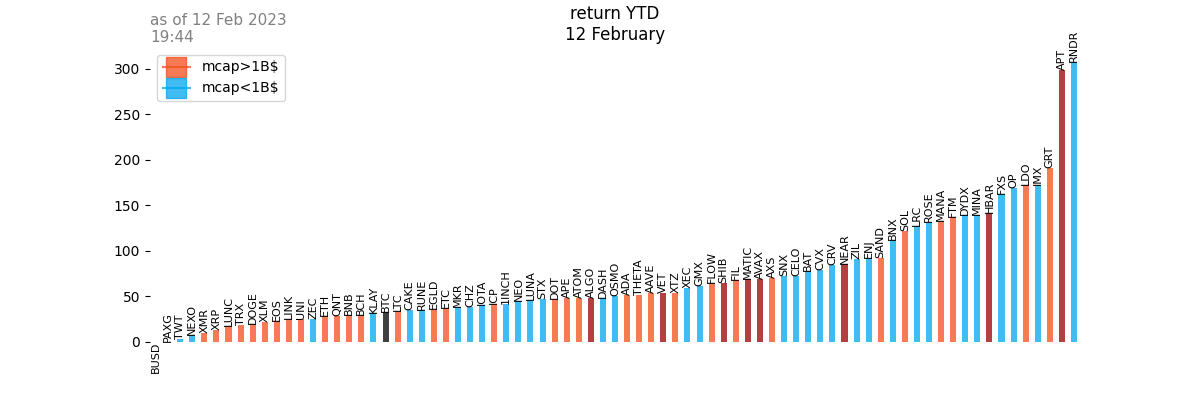 return YTD
12 February
as of 12 Feb 2023
19:44
mcap>1B$
mcap<1B$
300
250
200
150
100
50
0
BUSD
PAXG
TWT
NEXO
XMR
XRP
LUNC
TRX
DOGE
XLM
EOS
LINK
UNI
ZEC
ETH
QNT
BNB
BCH
KLAY
BTC
LTC
CAKE
RUNE
EGLD
ETC
MKR
CHZ
IOTA
ICP
1INCH
NEO
LUNA
STX
DOT
APE
ATOM
ALGO
DASH
OSMO
ADA
THETA
AAVE
VET
XTZ
XEC
GMX
FLOW
SHIB
FIL
MATIC
AVAX
AXS
SNX
CELO
BAT
CVX
CRV
NEAR
ZIL
ENJ
SAND
BNX
SOL
LRC
ROSE
MANA
FTM
DYDX
MINA
HBAR
FXS
OP
LDO
IMX
GRT
APT
RNDR